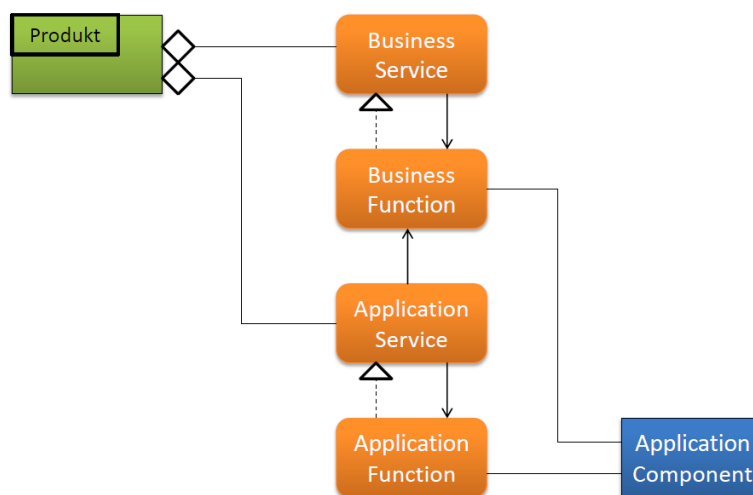 Produkt
Business
Service
Business
Function
Application
Service
Application
Function
Application
Component